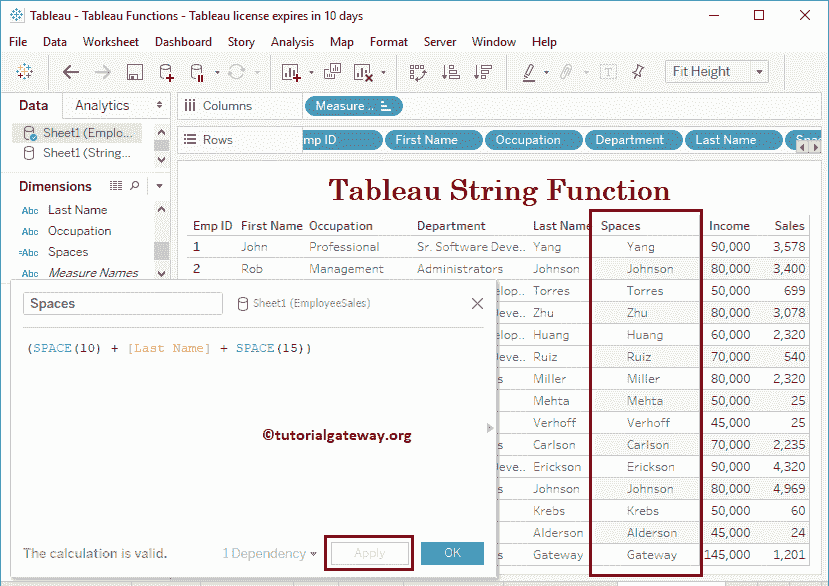 Tableau - Tableau Functions - Tableau license expires in 10 days
File Data Worksheet Dashboard Story Analysis Map Format Server Window Help
Fit Height
Data Analytics
Columns Measure ..
Sheet1 (Emplo...
Rows mp ID First Name Occupation Department Last Name
Sheet1 (String...
Dimensions
Abc Last Name
Abc Occupation
=Abc Spaces
Abc Measure Names
Tableau String Function
Emp ID First Name Occupation Department Last Name Spaces Income Sales
1 John Professional Sr. Software Deve.. Yang Yang 90,000 3,578
2 Rob Management Administrators Johnson Johnson 80,000 3,400
elop.. Torres Torres 50,000 699
Deve.. Zhu Zhu 80,000 3,078
elop.. Huang Huang 60,000 2,320
Deve.. Ruiz Ruiz 70,000 540
s Miller Miller 80,000 2,320
Mehta Mehta 50,000 25
Verhoff Verhoff 45,000 25
s Carlson Carlson 70,000 2,235
Deve.. Erickson Erickson 90,000 4,320
s Johnson Johnson 80,000 4,969
Krebs Krebs 50,000 60
Alderson Alderson 45,000 24
s Gateway Gateway 145,000 1,201
Spaces Sheet1 (EmployeeSales)
(SPACE(10) + [Last Name] + SPACE(15))
©tutorialgateway.org
The calculation is valid. 1 Dependency Apply OK